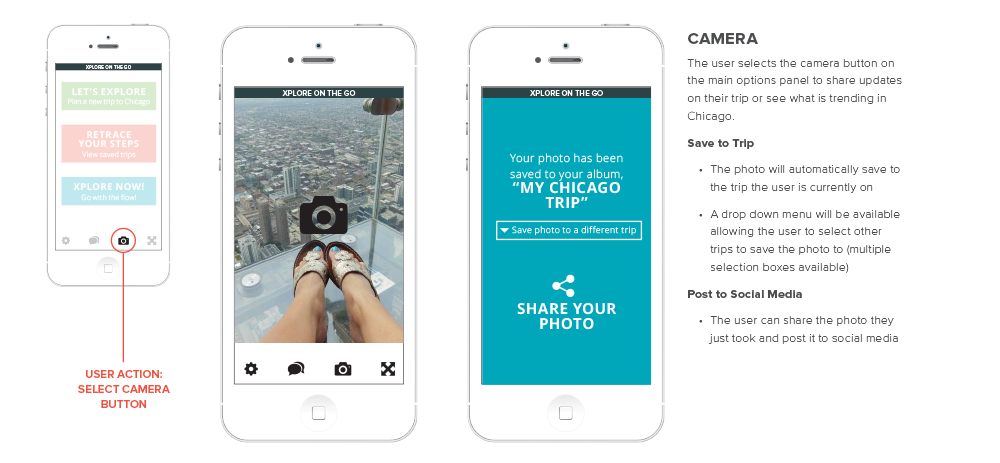 XPLORE ON THE GO
LET'S EXPLORE
Plan a new trip to Chicago
RETRACE
YOUR STEPS
View saved trips
XPLORE NOW!
Go with the flow!
USER ACTION:
SELECT CAMERA
BUTTON
XPLORE ON THE GO
XPLORE ON THE GO
Your photo has been
saved to your album,
“MY CHICAGO
TRIP”
Save photo to a different trip
SHARE YOUR
PHOTO
CAMERA
The user selects the camera button on
the main options panel to share updates
on their trip or see what is trending in
Chicago.
Save to Trip
• The photo will automatically save to
the trip the user is currently on
• A drop down menu will be available
allowing the user to select other
trips to save the photo to (multiple
selection boxes available)
Post to Social Media
• The user can share the photo they
just took and post it to social media